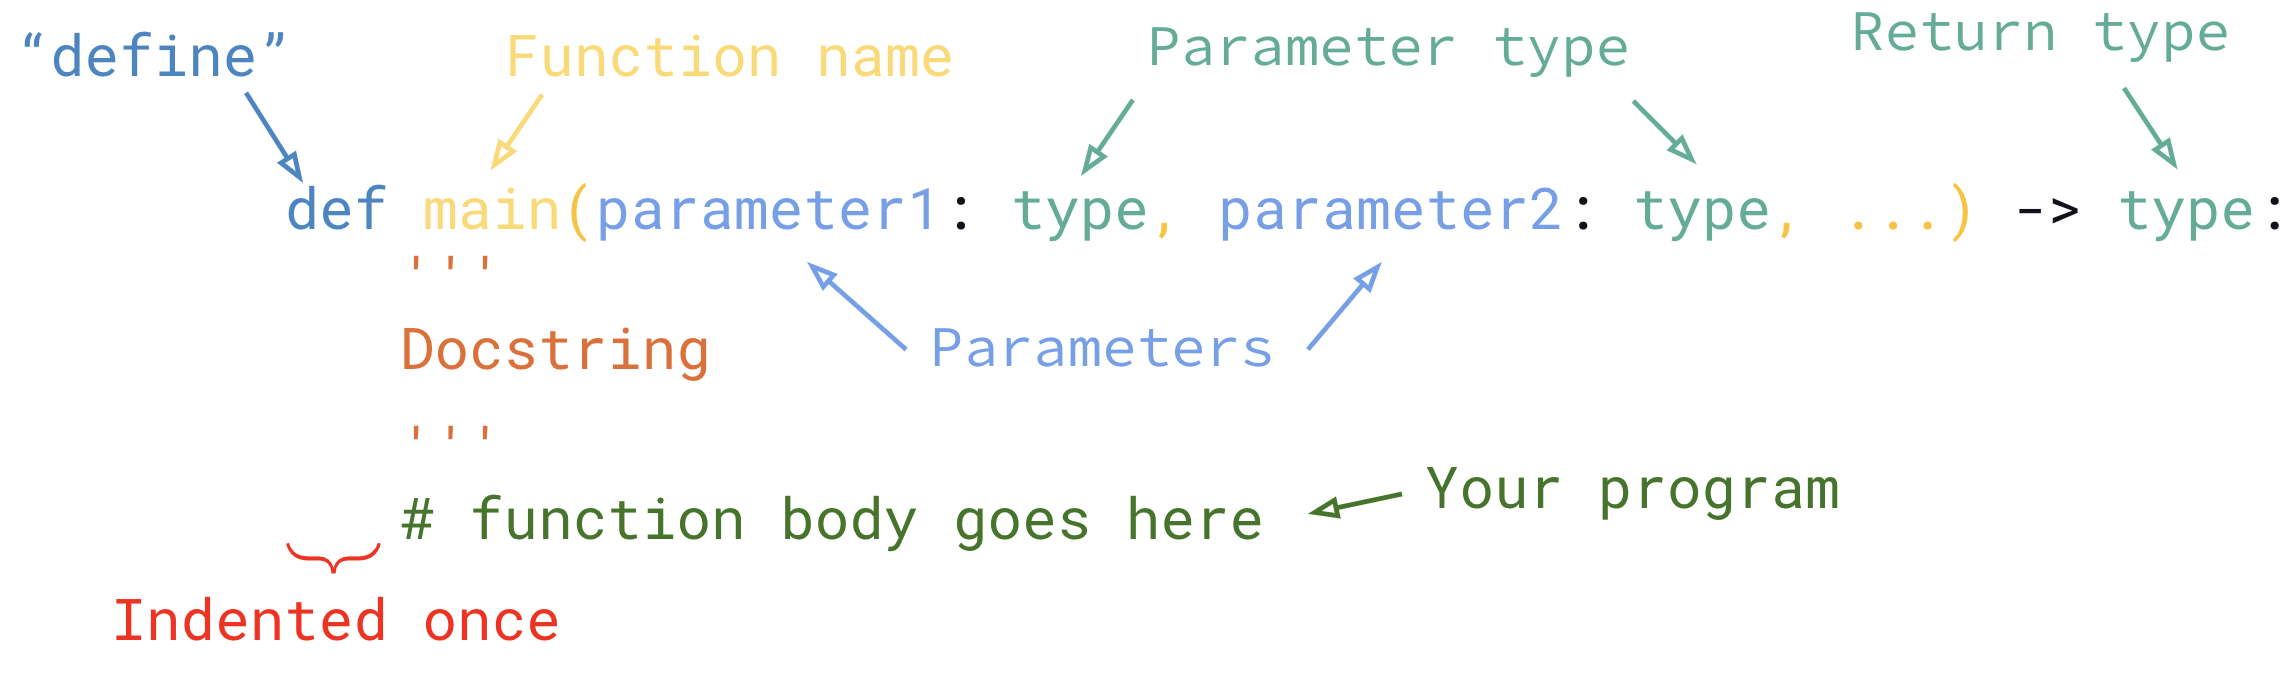 “define”
Function name
Parameter type
Return type
def main(parameter1: type, parameter2: type, ...) -> type:
'''
Docstring
Parameters
'''
# function body goes here
Your program
Indented once